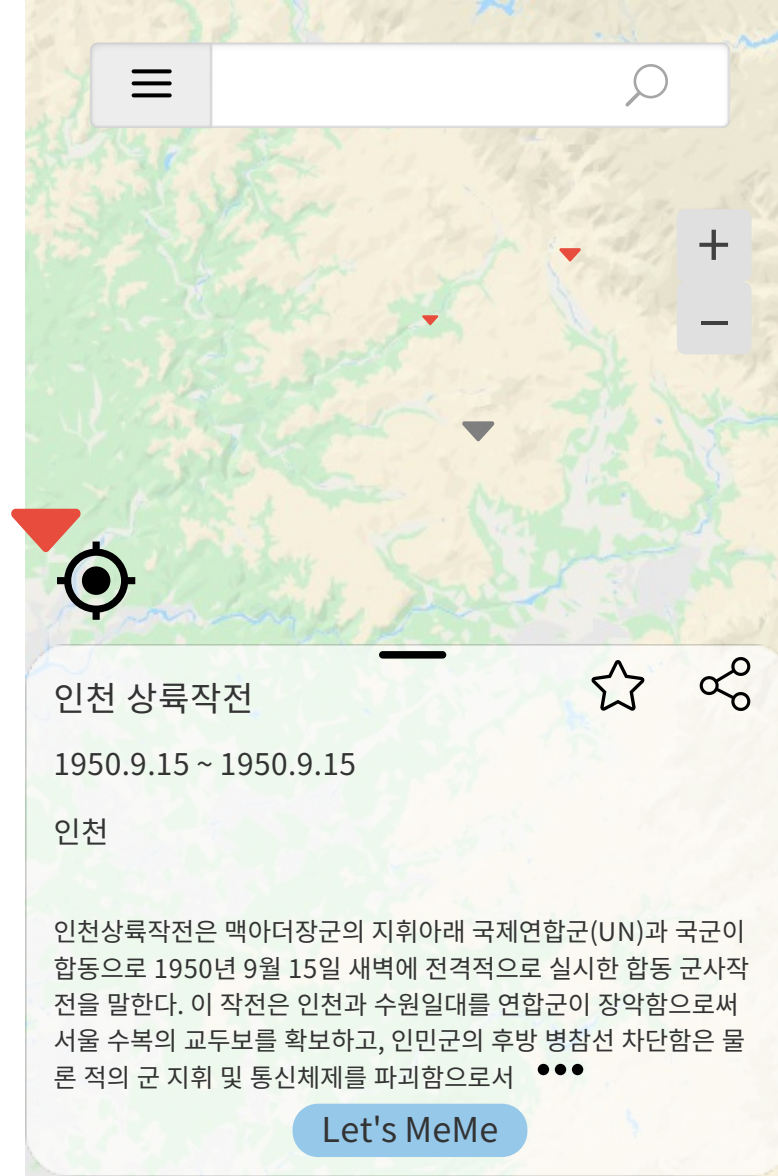 인천 상륙작전
1950.9.15 ~ 1950.9.15
인천
인천상륙작전은 맥아더장군의 지휘아래 국제연합군(UN)과 국군이
합동으로 1950년 9월 15일 새벽에 전격적으로 실시한 합동 군사작
전을 말한다. 이 작전은 인천과 수원일대를 연합군이 장악함으로써
서울 수복의 교두보를 확보하고, 인민군의 후방 병참선 차단함은 물
론 적의 군 지휘 및 통신체제를 파괴함으로서 •••
Let's MeMe